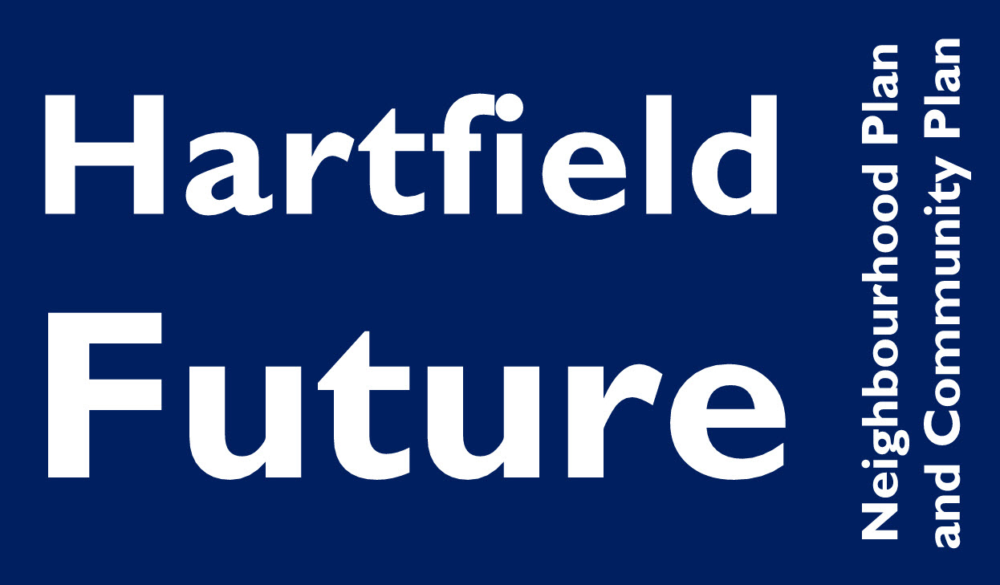 Hartfield
Future
Neighbourhood Plan
and Community Plan